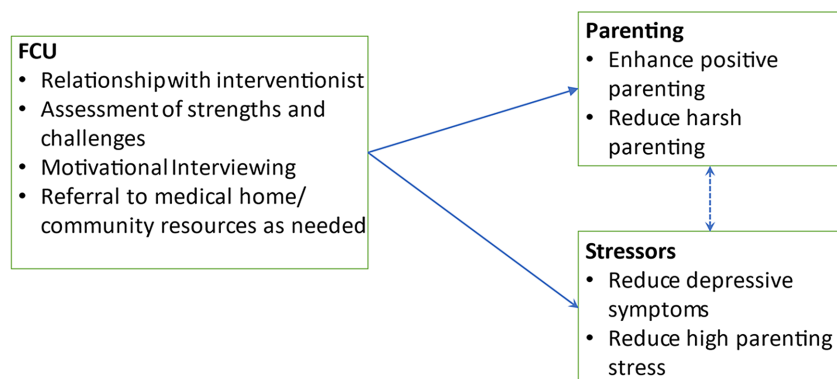 FCU
• Relationship with interventionist
• Assessment of strengths and
challenges
• Motivational Interviewing
• Referral to medical home/
community resources as needed
Parenting
• Enhance positive
parenting
• Reduce harsh
parenting
Stressors
• Reduce depressive
symptoms
• Reduce high parenting
stress